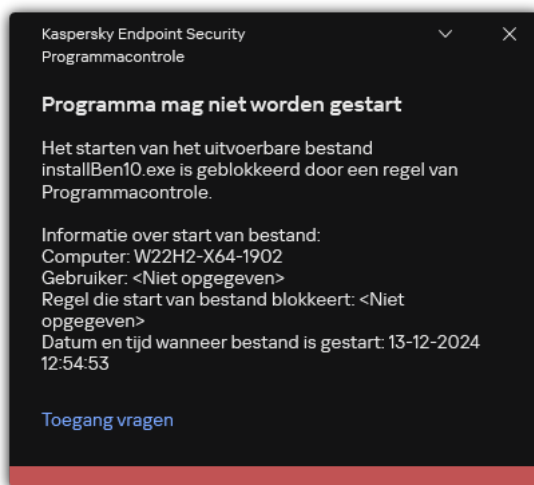 Kaspersky Endpoint Security
Programmacontrole
Programma mag niet worden gestart
Het starten van het uitvoerbare bestand
installBen10.exe is geblokkeerd door een regel van
Programmacontrole.
Informatie over start van bestand:
Computer: W22H2-X64-1902
Gebruiker: <Niet opgegeven>
Regel die start van bestand blokkeert: <Niet
opgegeven>
Datum en tijd wanneer bestand is gestart: 13-12-2024
12:54:53
Toegang vragen